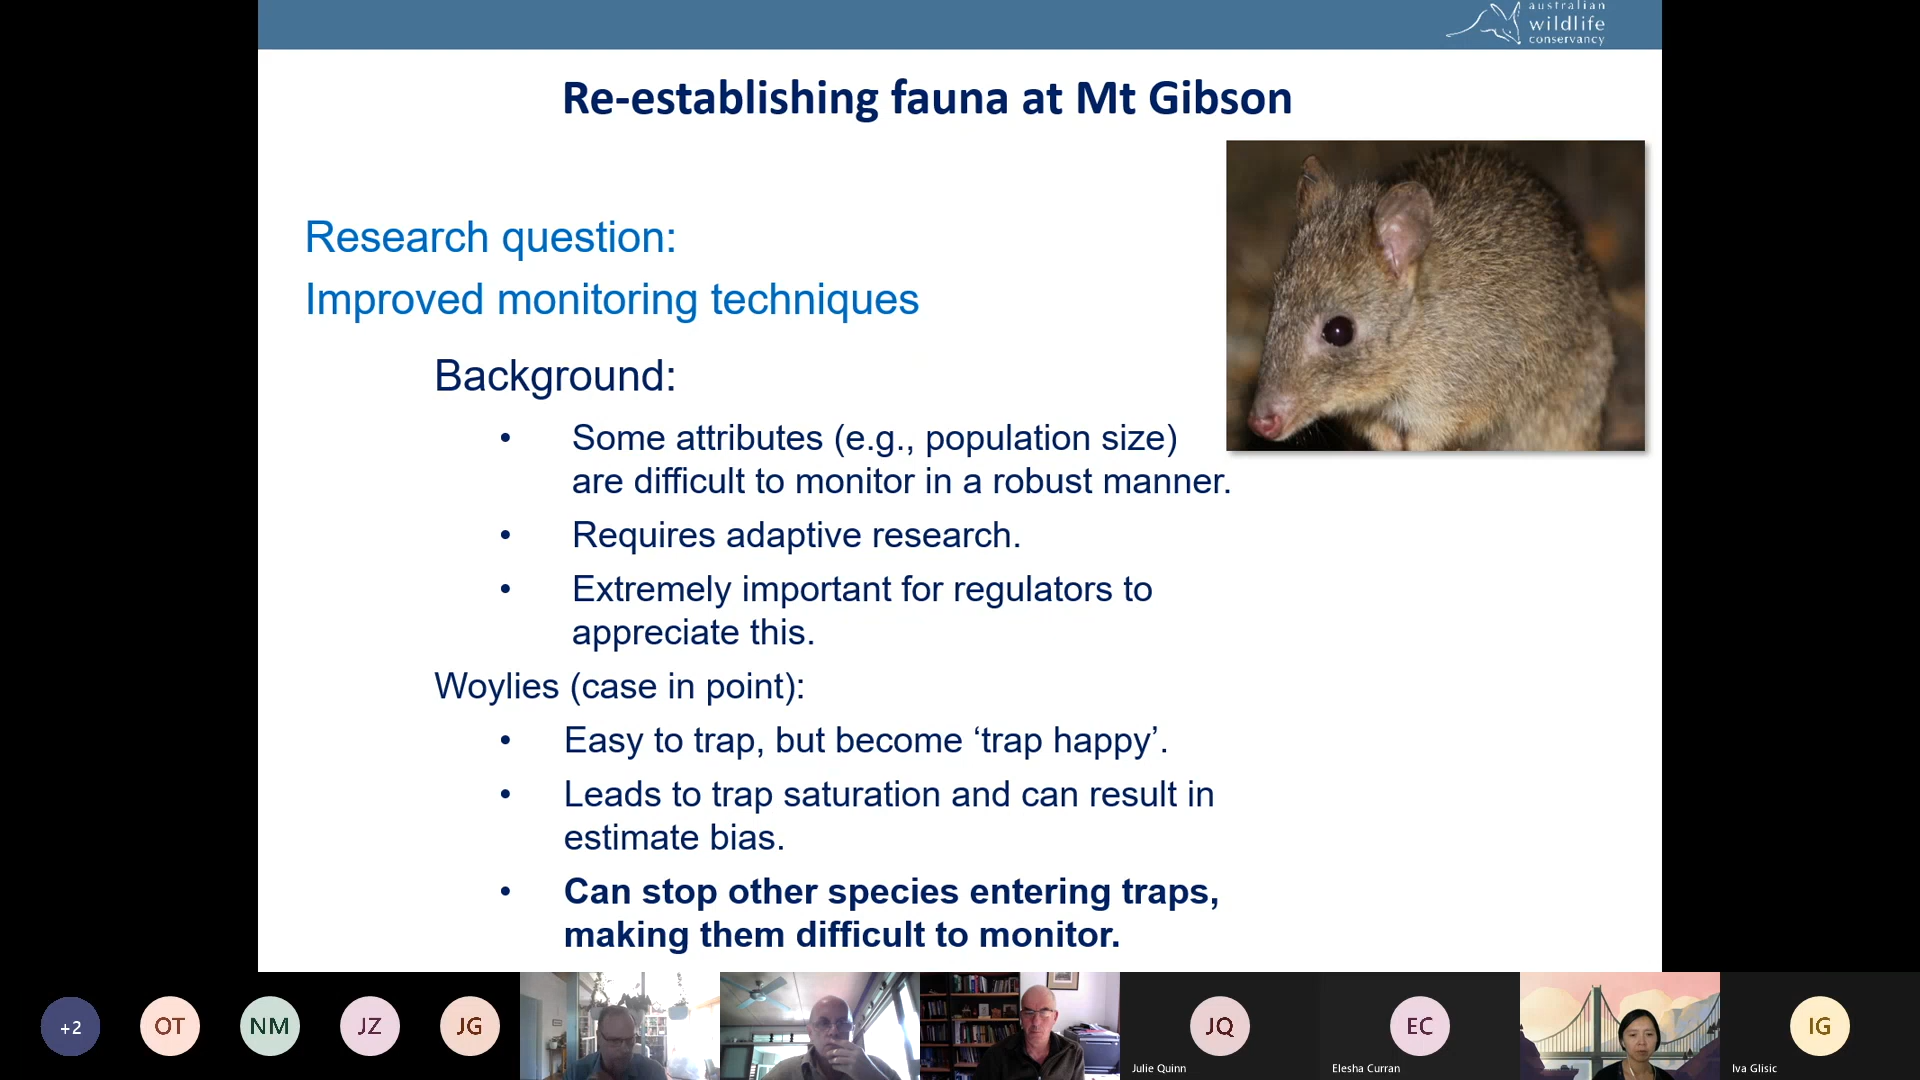 australian
wildlife
conservancy
Re-establishing fauna at Mt Gibson
Research question:
Improved monitoring techniques
Background:
• Some attributes (e.g., population size)
are difficult to monitor in a robust manner.
• Requires adaptive research.
• Extremely important for regulators to
appreciate this.
Woylies (case in point):
• Easy to trap, but become ‘trap happy’.
• Leads to trap saturation and can result in
estimate bias.
• Can stop other species entering traps,
making them difficult to monitor.
+2
OT
NM
JZ
JG
JQ
Julie Quinn
EC
Elesha Curran
IG
Iva Glisic